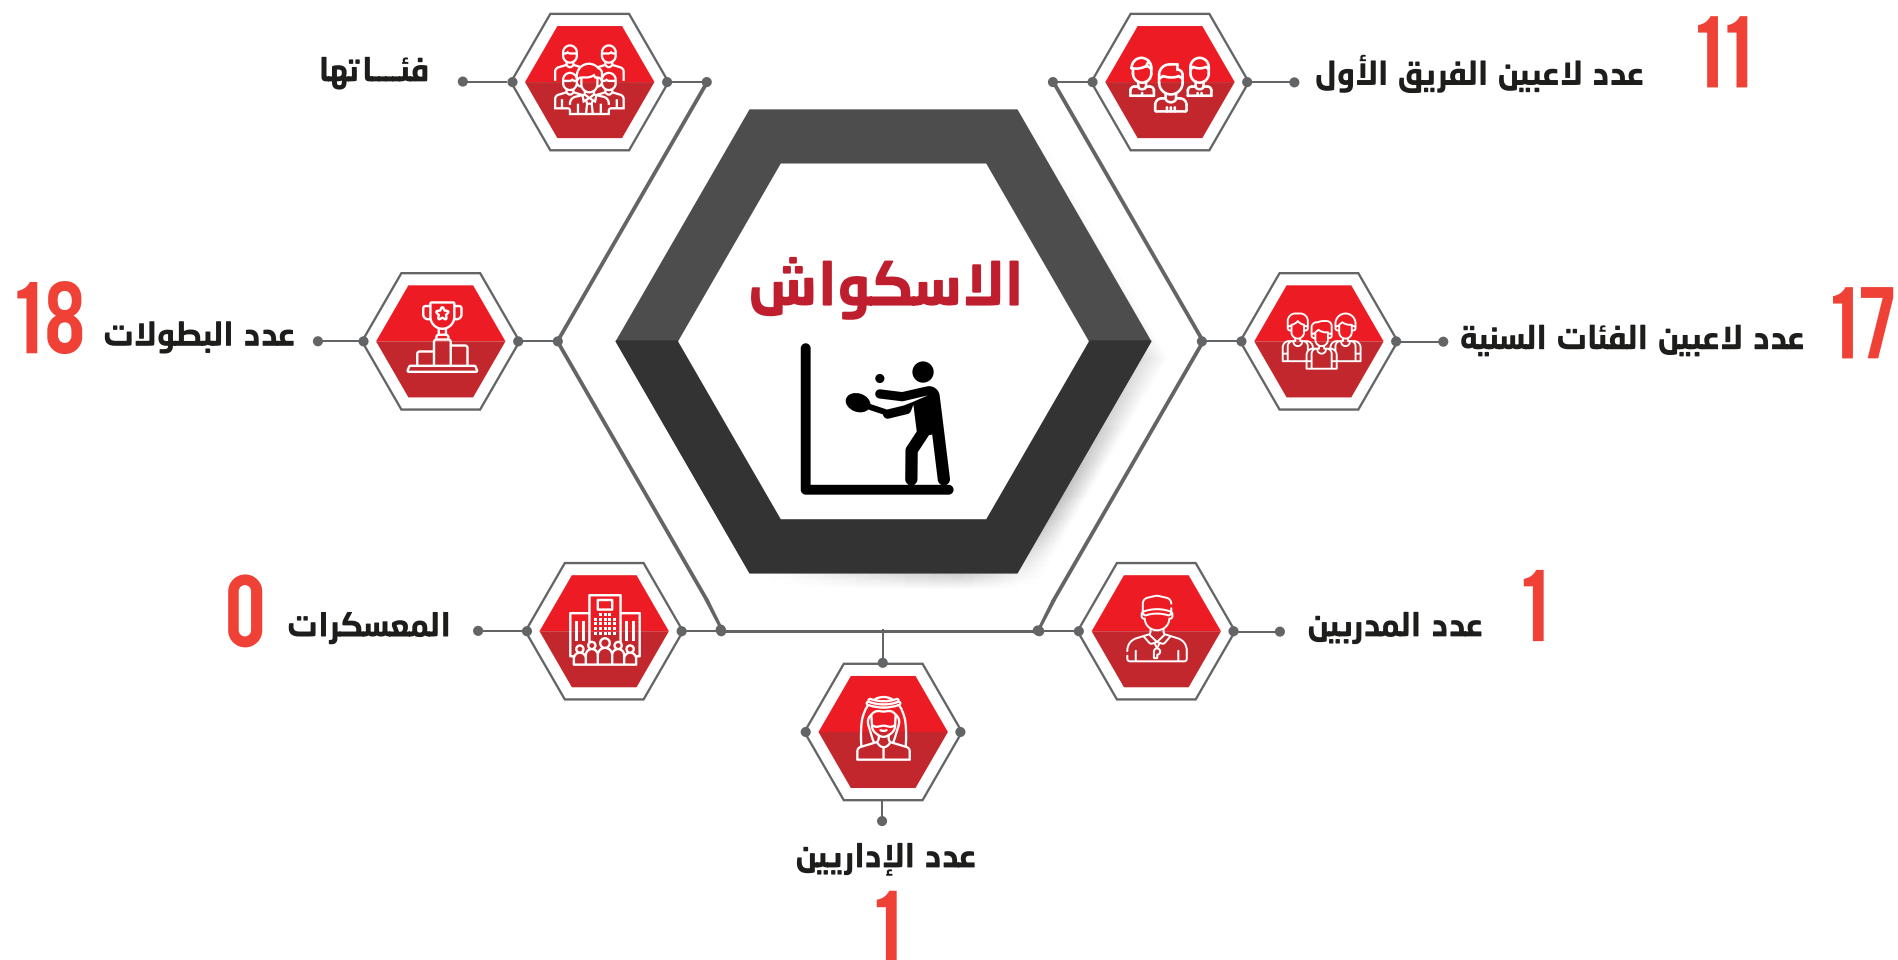 الاسكواش
عدد لاعبين الفريق الأول
11
عدد لاعبين الفئات السنية
17
عدد المدربين
1
عدد الإداريين
1
المعسكرات
0
عدد البطولات
18
فئـــاتها